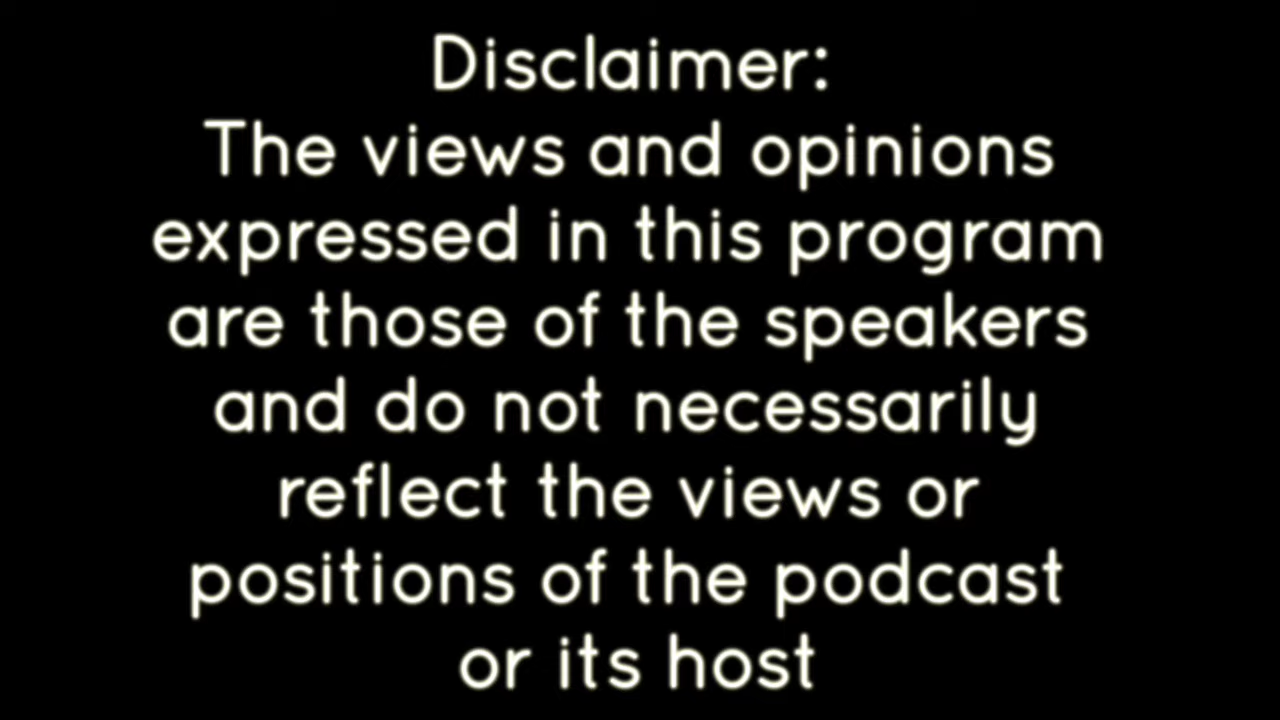 Disclaimer:
The views and opinions
expressed in this program
are those of the speakers
and do not necessarily
reflect the views or
positions of the podcast
or its host